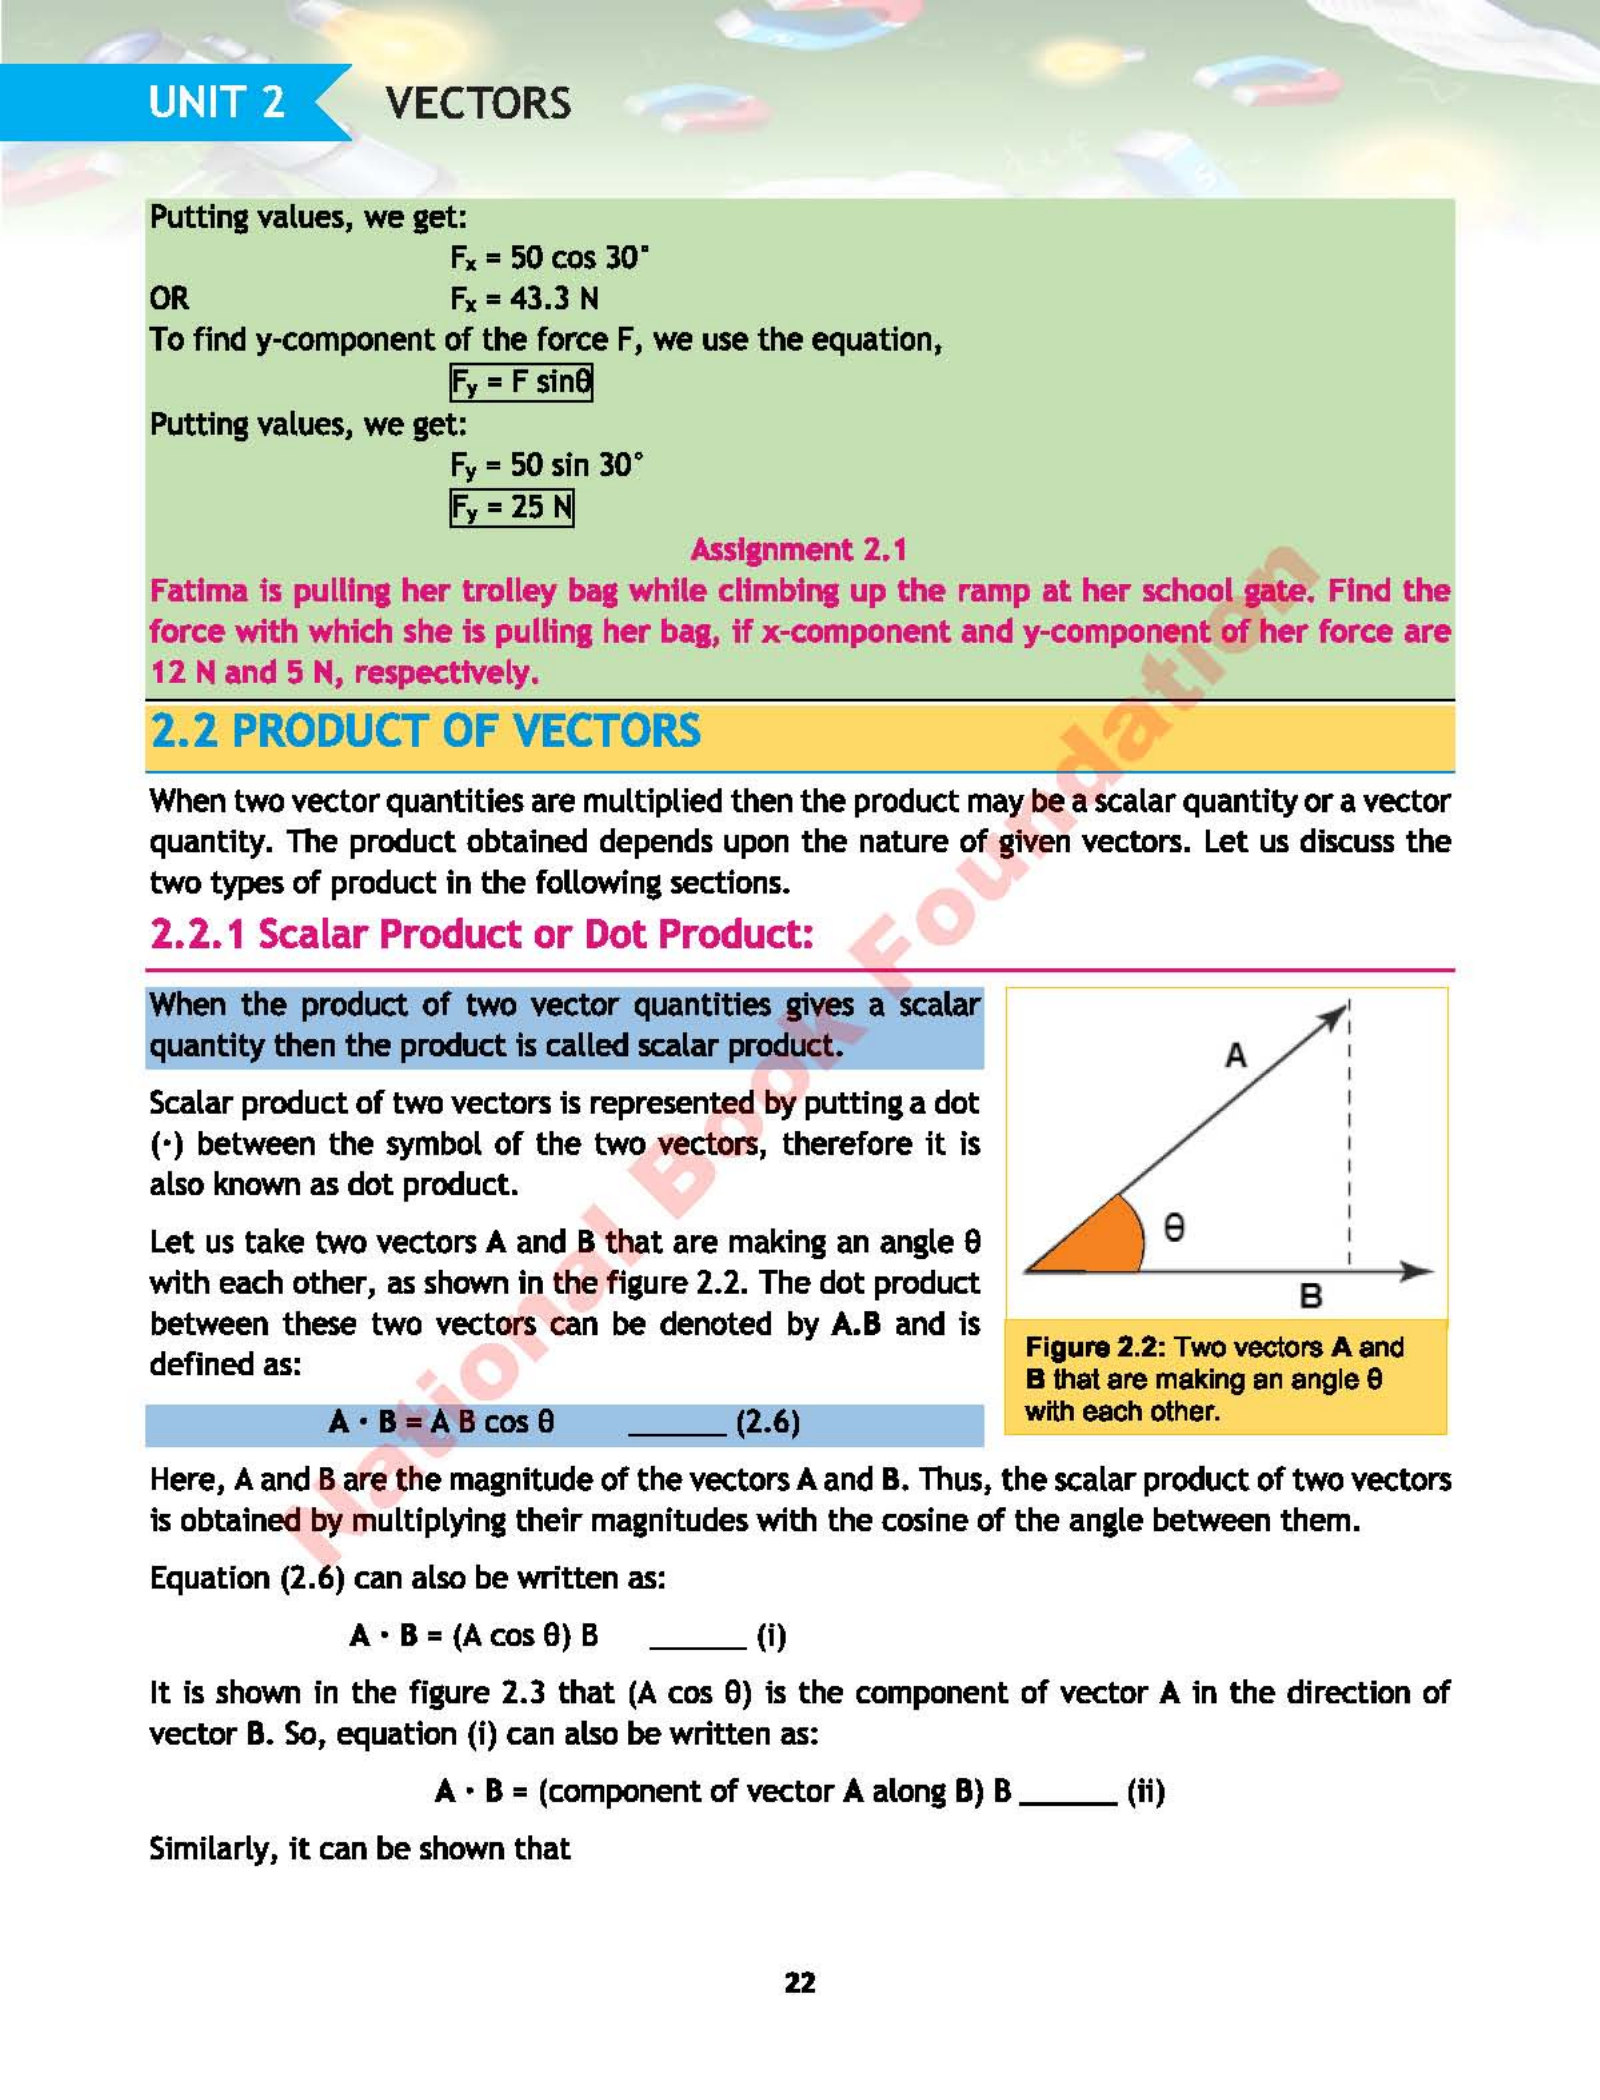 UNIT 2 VECTORS
Putting values, we get:
Fₓ = 50 cos 30°
OR Fₓ = 43.3 N
To find y-component of the force F, we use the equation,
Fᵧ = F sinθ
Putting values, we get:
Fᵧ = 50 sin 30°
Fᵧ = 25 N
Assignment 2.1
Fatima is pulling her trolley bag while climbing up the ramp at her school gate. Find the
force with which she is pulling her bag, if x-component and y-component of her force are
12 N and 5 N, respectively.
2.2 PRODUCT OF VECTORS
When two vector quantities are multiplied then the product may be a scalar quantity or a vector
quantity. The product obtained depends upon the nature of given vectors. Let us discuss the
two types of product in the following sections.
2.2.1 Scalar Product or Dot Product:
When the product of two vector quantities gives a scalar
quantity then the product is called scalar product.
Scalar product of two vectors is represented by putting a dot
(·) between the symbol of the two vectors, therefore it is
also known as dot product.
Let us take two vectors A and B that are making an angle θ
with each other, as shown in the figure 2.2. The dot product
between these two vectors can be denoted by A.B and is
defined as:
A · B = A B cos θ ______ (2.6)
A
θ
B
Figure 2.2: Two vectors A and
B that are making an angle θ
with each other.
Here, A and B are the magnitude of the vectors A and B. Thus, the scalar product of two vectors
is obtained by multiplying their magnitudes with the cosine of the angle between them.
Equation (2.6) can also be written as:
A · B = (A cos θ) B ______ (i)
It is shown in the figure 2.3 that (A cos θ) is the component of vector A in the direction of
vector B. So, equation (i) can also be written as:
A · B = (component of vector A along B) B ______ (ii)
Similarly, it can be shown that
22
National Book Foundation